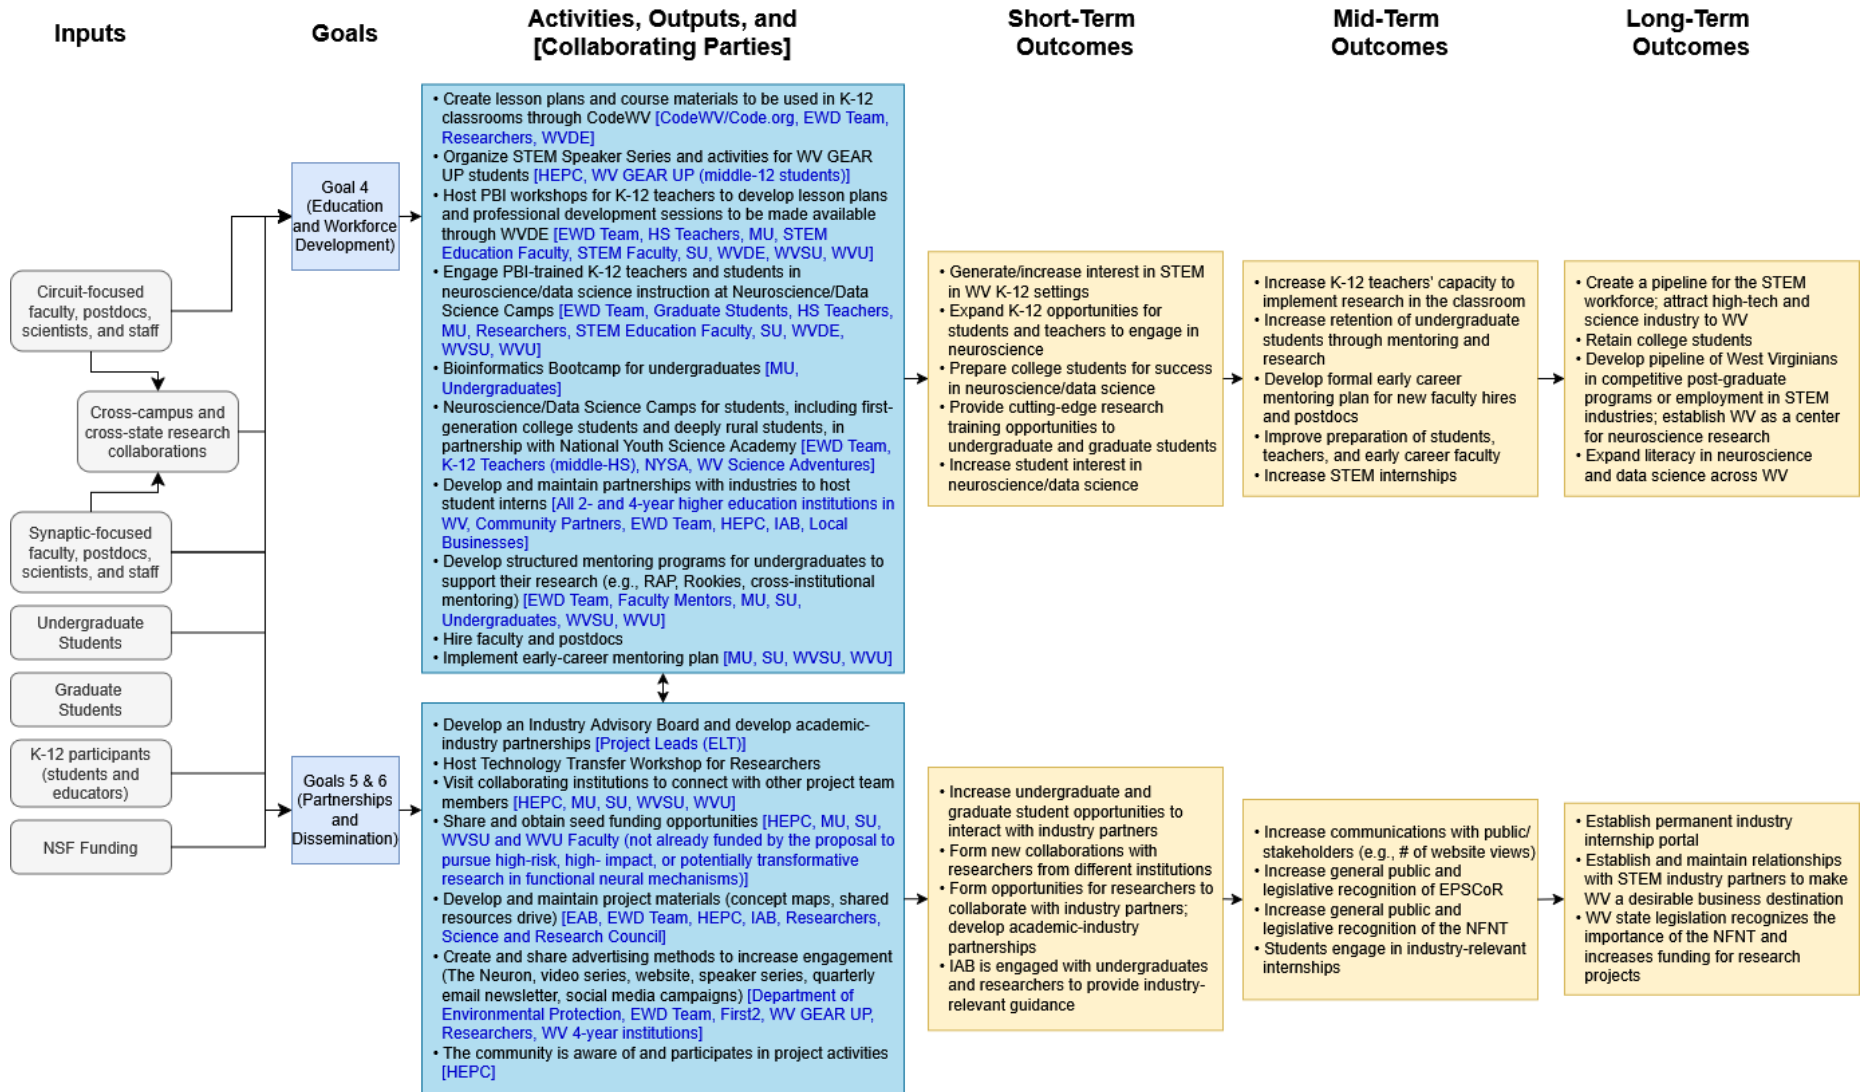 Inputs
Goals
Activities, Outputs, and
[Collaborating Parties]
Short-Term
Outcomes
Mid-Term
Outcomes
Long-Term
Outcomes
Circuit-focused
faculty, postdocs,
scientists, and staff
Cross-campus and
cross-state research
collaborations
Synaptic-focused
faculty, postdocs,
scientists, and staff
Undergraduate
Students
Graduate
Students
K-12 participants
(students and
educators)
NSF Funding
Goal 4
(Education
and Workforce
Development)
• Create lesson plans and course materials to be used in K-12
classrooms through CodeWV [CodeWV/Code.org, EWD Team,
Researchers, WVDE]
• Organize STEM Speaker Series and activities for WV GEAR
UP students [HEPC, WV GEAR UP (middle-12 students)]
• Host PBI workshops for K-12 teachers to develop lesson plans
and professional development sessions to be made available
through WVDE [EWD Team, HS Teachers, MU, STEM
Education Faculty, STEM Faculty, SU, WVDE, WVSU, WVU]
• Engage PBI-trained K-12 teachers and students in
neuroscience/data science instruction at Neuroscience/Data
Science Camps [EWD Team, Graduate Students, HS Teachers,
MU, Researchers, STEM Education Faculty, SU, WVDE,
WVSU, WVU]
• Bioinformatics Bootcamp for undergraduates [MU,
Undergraduates]
• Neuroscience/Data Science Camps for students, including first-
generation college students and deeply rural students, in
partnership with National Youth Science Academy [EWD Team,
K-12 Teachers (middle-HS), NYSA, WV Science Adventures]
• Develop and maintain partnerships with industries to host
student interns [All 2- and 4-year higher education institutions in
WV, Community Partners, EWD Team, HEPC, IAB, Local
Businesses]
• Develop structured mentoring programs for undergraduates to
support their research (e.g., RAP, Rookies, cross-institutional
mentoring) [EWD Team, Faculty Mentors, MU, SU,
Undergraduates, WVSU, WVU]
• Hire faculty and postdocs
• Implement early-career mentoring plan [MU, SU, WVSU, WVU]
• Generate/increase interest in STEM
in WV K-12 settings
• Expand K-12 opportunities for
students and teachers to engage in
neuroscience
• Prepare college students for success
in neuroscience/data science
• Provide cutting-edge research
training opportunities to
undergraduate and graduate students
• Increase student interest in
neuroscience/data science
• Increase K-12 teachers' capacity to
implement research in the classroom
• Increase retention of undergraduate
students through mentoring and
research
• Develop formal early career
mentoring plan for new faculty hires
and postdocs
• Improve preparation of students,
teachers, and early career faculty
• Increase STEM internships
• Create a pipeline for the STEM
workforce; attract high-tech and
science industry to WV
• Retain college students
• Develop pipeline of West Virginians
in competitive post-graduate
programs or employment in STEM
industries; establish WV as a center
for neuroscience research
• Expand literacy in neuroscience
and data science across WV
Goals 5 & 6
(Partnerships
and
Dissemination)
• Develop an Industry Advisory Board and develop academic-
industry partnerships [Project Leads (ELT)]
• Host Technology Transfer Workshop for Researchers
• Visit collaborating institutions to connect with other project team
members [HEPC, MU, SU, WVSU, WVU]
• Share and obtain seed funding opportunities [HEPC, MU, SU,
WVSU and WVU Faculty (not already funded by the proposal to
pursue high-risk, high- impact, or potentially transformative
research in functional neural mechanisms)]
• Develop and maintain project materials (concept maps, shared
resources drive) [EAB, EWD Team, HEPC, IAB, Researchers,
Science and Research Council]
• Create and share advertising methods to increase engagement
(The Neuron, video series, website, speaker series, quarterly
email newsletter, social media campaigns) [Department of
Environmental Protection, EWD Team, First2, WV GEAR UP,
Researchers, WV 4-year institutions]
• The community is aware of and participates in project activities
[HEPC]
• Increase undergraduate and
graduate student opportunities to
interact with industry partners
• Form new collaborations with
researchers from different institutions
• Form opportunities for researchers to
collaborate with industry partners;
develop academic-industry
partnerships
• IAB is engaged with undergraduates
and researchers to provide industry-
relevant guidance
• Increase communications with public/
stakeholders (e.g., # of website views)
• Increase general public and
legislative recognition of EPSCoR
• Increase general public and
legislative recognition of the NFNT
• Students engage in industry-relevant
internships
• Establish permanent industry
internship portal
• Establish and maintain relationships
with STEM industry partners to make
WV a desirable business destination
• WV state legislation recognizes the
importance of the NFNT and
increases funding for research
projects